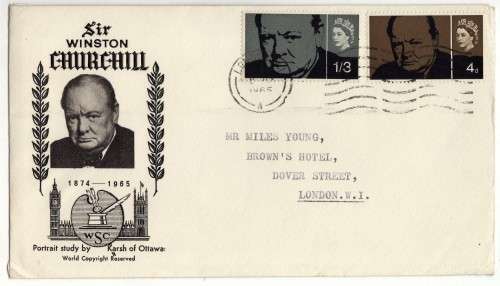 Sir
WINSTON
CHURCHILL
1874—1965
WSC
Portrait study by Karsh of Ottawa
World Copyright Reserved
1/3
4d
1965
A
MR MILES YOUNG,
BROWN'S HOTEL,
DOVER STREET,
LONDON.W.I.